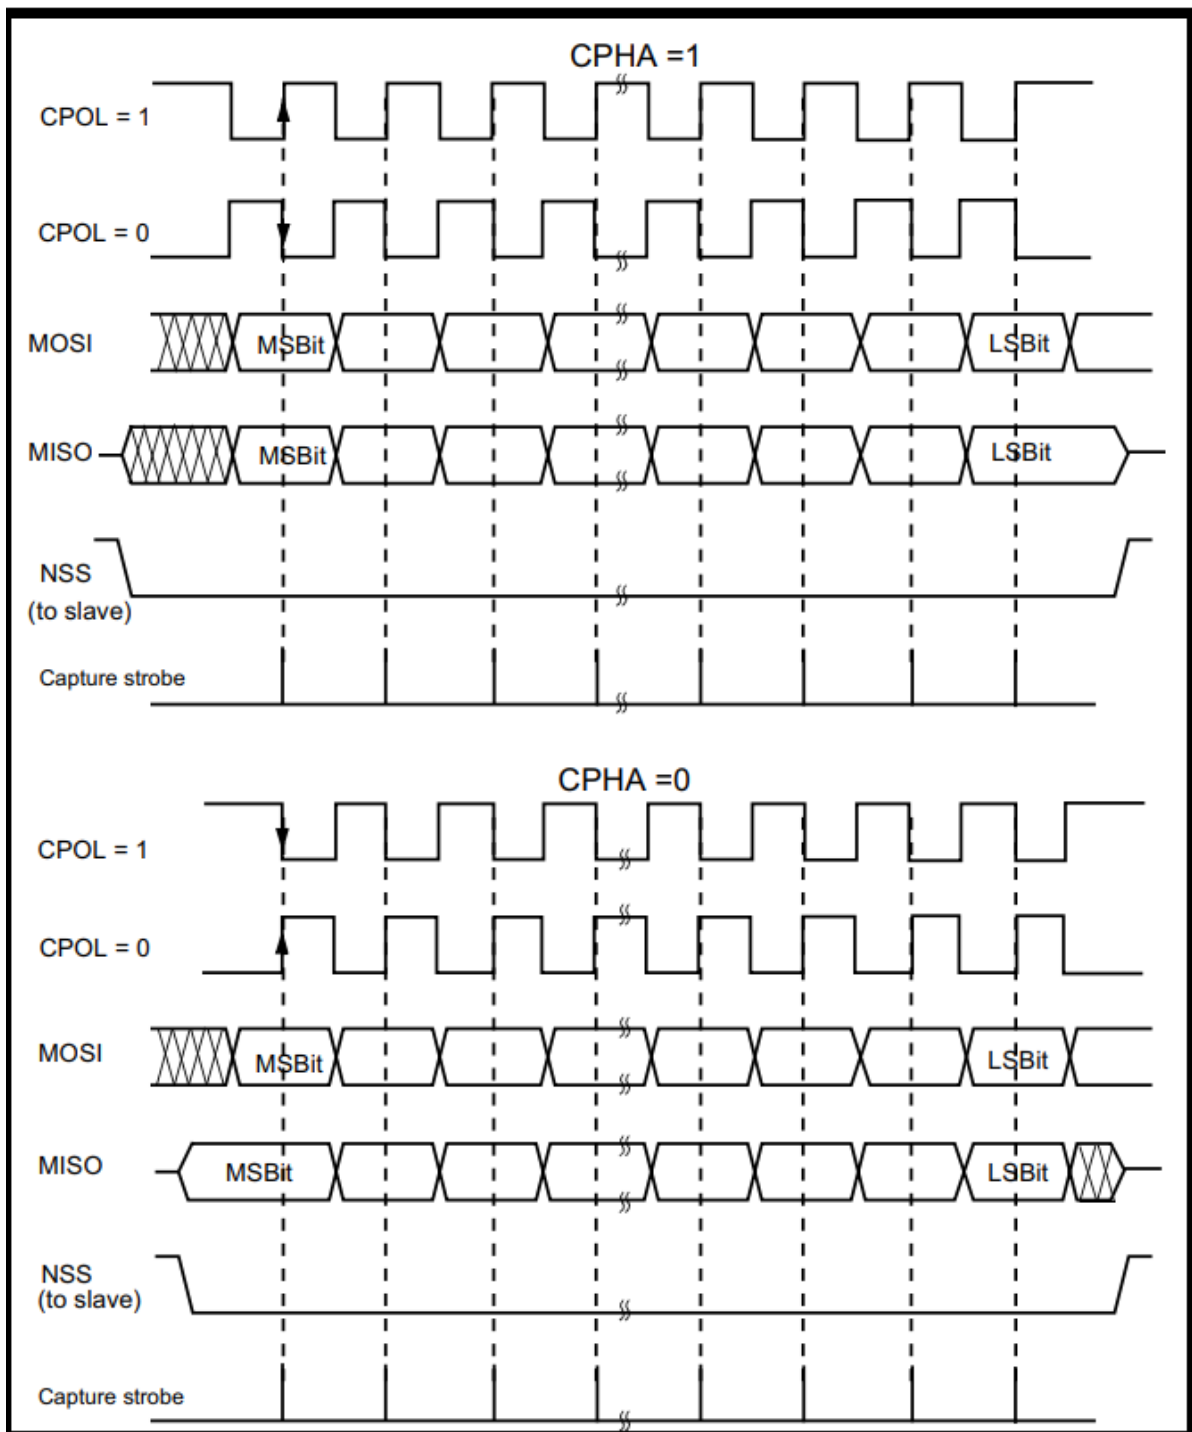 CPHA =1
CPOL = 1
CPOL = 0
MOSI
MSBit
LSBit
MISO
MSBit
LSBit
NSS
(to slave)
Capture strobe
CPHA =0
CPOL = 1
CPOL = 0
MOSI
MSBit
LSBit
MISO
MSBit
LSBit
NSS
(to slave)
Capture strobe